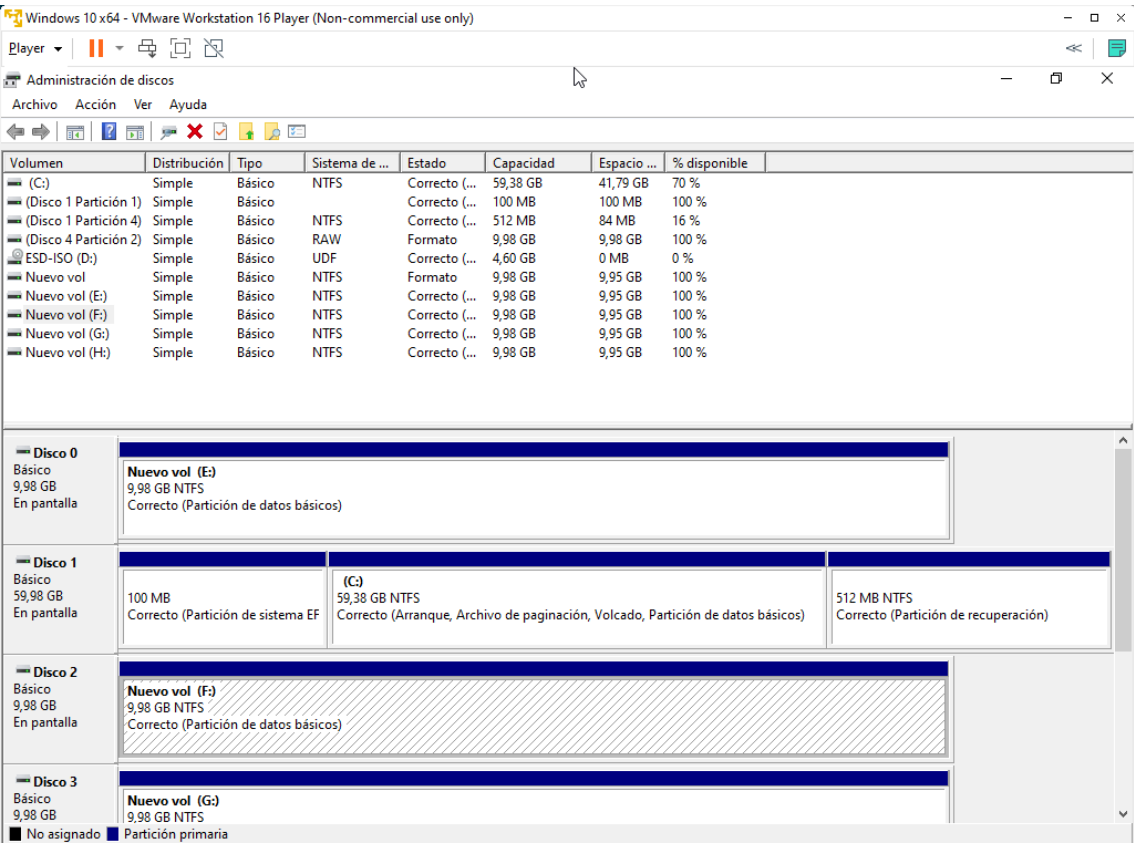 Windows 10 x64 - VMware Workstation 16 Player (Non-commercial use only)
Player
Administración de discos
Archivo Acción Ver Ayuda
Volumen Distribución Tipo Sistema de ... Estado Capacidad Espacio ... % disponible
(C:) Simple Básico NTFS Correcto (... 59,38 GB 41,79 GB 70 %
(Disco 1 Partición 1) Simple Básico Correcto (... 100 MB 100 MB 100 %
(Disco 1 Partición 4) Simple Básico NTFS Correcto (... 512 MB 84 MB 16 %
(Disco 4 Partición 2) Simple Básico RAW Formato 9,98 GB 9,98 GB 100 %
ESD-ISO (D:) Simple Básico UDF Correcto (... 4,60 GB 0 MB 0 %
Nuevo vol Simple Básico NTFS Formato 9,98 GB 9,95 GB 100 %
Nuevo vol (E:) Simple Básico NTFS Correcto (... 9,98 GB 9,95 GB 100 %
Nuevo vol (F:) Simple Básico NTFS Correcto (... 9,98 GB 9,95 GB 100 %
Nuevo vol (G:) Simple Básico NTFS Correcto (... 9,98 GB 9,95 GB 100 %
Nuevo vol (H:) Simple Básico NTFS Correcto (... 9,98 GB 9,95 GB 100 %
Disco 0
Básico
9,98 GB
En pantalla
Nuevo vol (E:)
9,98 GB NTFS
Correcto (Partición de datos básicos)
Disco 1
Básico
59,98 GB
En pantalla
100 MB
Correcto (Partición de sistema EF
(C:)
59,38 GB NTFS
Correcto (Arranque, Archivo de paginación, Volcado, Partición de datos básicos)
512 MB NTFS
Correcto (Partición de recuperación)
Disco 2
Básico
9,98 GB
En pantalla
Nuevo vol (F:)
9,98 GB NTFS
Correcto (Partición de datos básicos)
Disco 3
Básico
9,98 GB
Nuevo vol (G:)
9,98 GB NTFS
No asignado Partición primaria